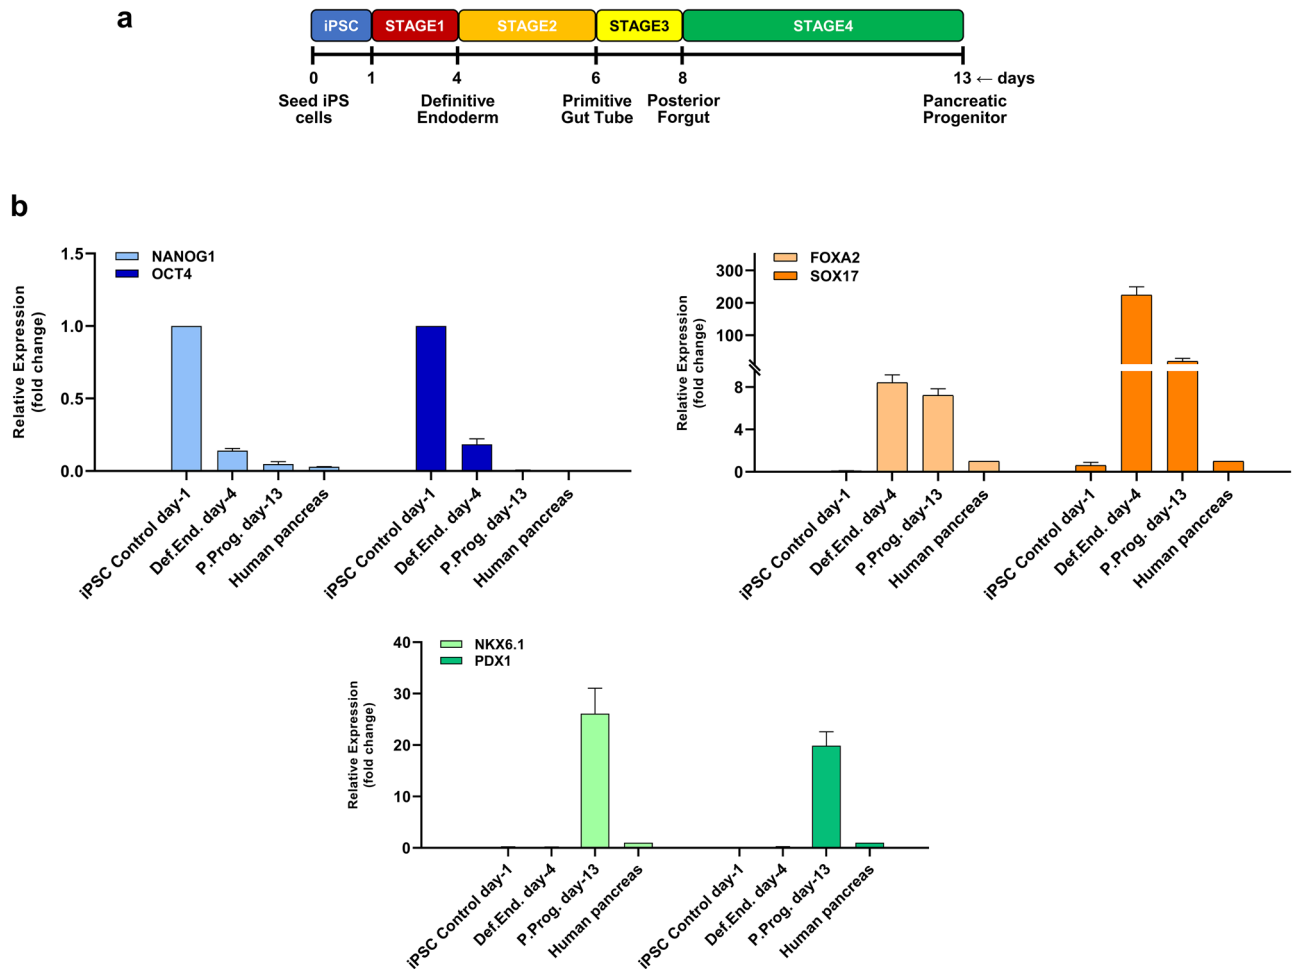 a
iPSC STAGE1 STAGE2 STAGE3 STAGE4
0 1 4 6 8 13 ← days
Seed iPS cells
Definitive Endoderm
Primitive Gut Tube
Posterior Forgut
Pancreatic Progenitor
b
NANOG1
OCT4
Relative Expression
(fold change)
1.5
1.0
0.5
0.0
iPSC Control day-1
Def.End. day-4
P.Prog. day-13
Human pancreas
iPSC Control day-1
Def.End. day-4
P.Prog. day-13
Human pancreas
FOXA2
SOX17
Relative Expression
(fold change)
300
200
100
8
4
0
iPSC Control day-1
Def.End. day-4
P.Prog. day-13
Human pancreas
iPSC Control day-1
Def.End. day-4
P.Prog. day-13
Human pancreas
NKX6.1
PDX1
Relative Expression
(fold change)
40
30
20
10
0
iPSC Control day-1
Def.End. day-4
P.Prog. day-13
Human pancreas
iPSC Control day-1
Def.End. day-4
P.Prog. day-13
Human pancreas